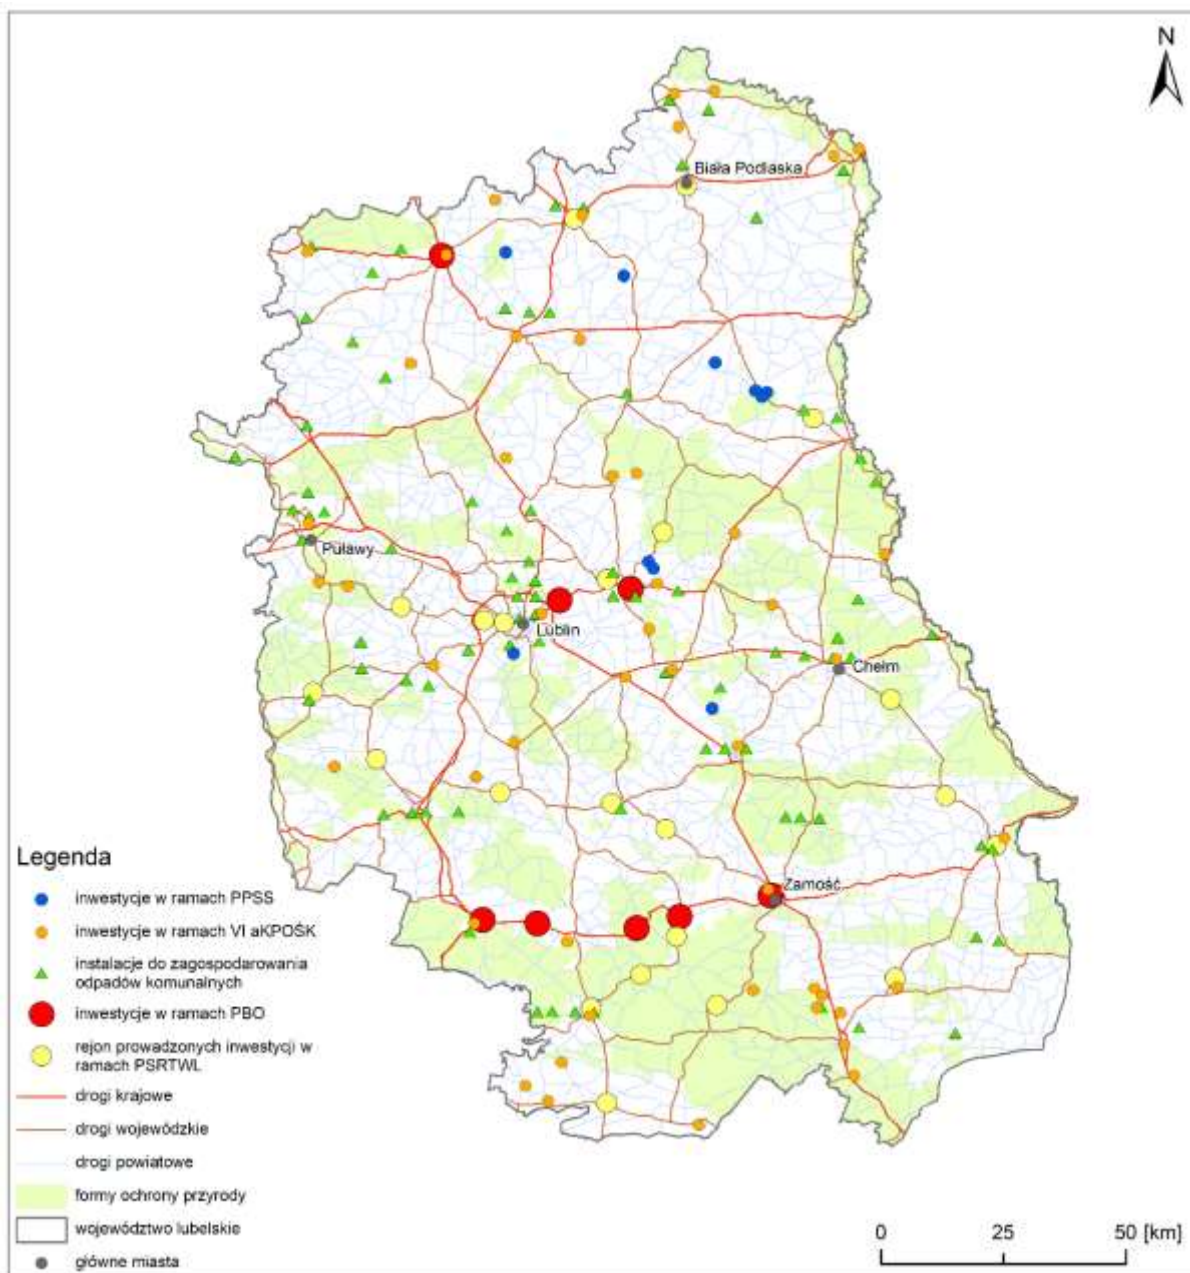 N
Biała Podlaska
Puławy
Lublin
Chełm
Zamość
Legenda
inwestycje w ramach PPSS
inwestycje w ramach VI aKPOŚK
instalacje do zagospodarowania
odpadów komunalnych
inwestycje w ramach PBO
rejon prowadzonych inwestycji w
ramach PSRTWL
drogi krajowe
drogi wojewódzkie
drogi powiatowe
formy ochrony przyrody
województwo lubelskie
główne miasta
0 25 50 [km]